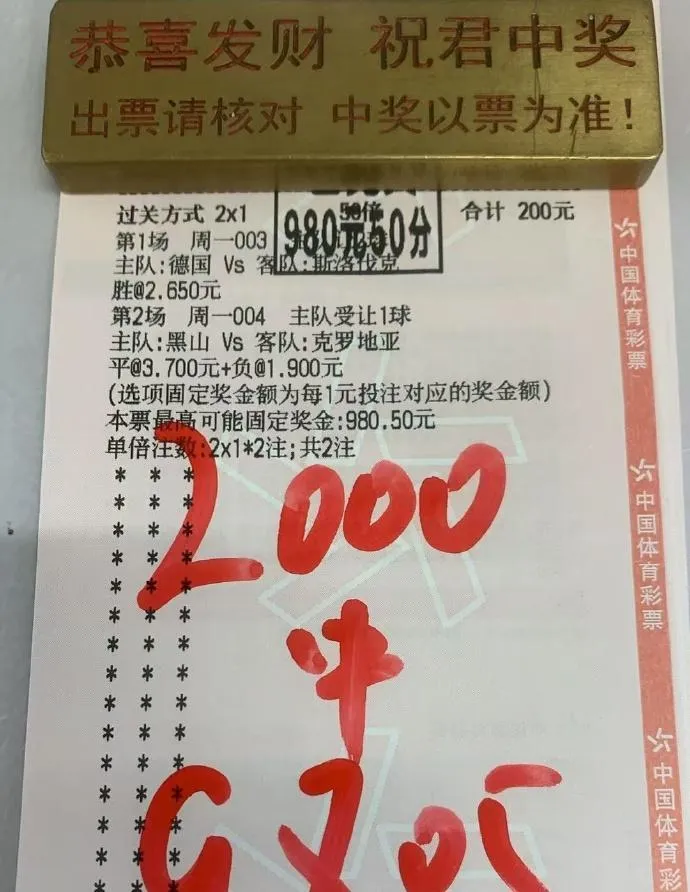 恭喜发财 祝君中奖
出票请核对 中奖以票为准!
过关方式 2x1 50倍 合计 200元
980元50分
第1场 周一003
主队:德国 Vs 客队:斯洛伐克
胜@2.650元
第2场 周一004 主队受让1球
主队:黑山 Vs 客队:克罗地亚
平@3.700元+负@1.900元
(选项固定奖金额为每1元投注对应的奖金额)
本票最高可能固定奖金:980.50元
单倍注数:2x1*2注;共2注
2000
牛
中国体育彩票
中国体育彩票
中国体育彩